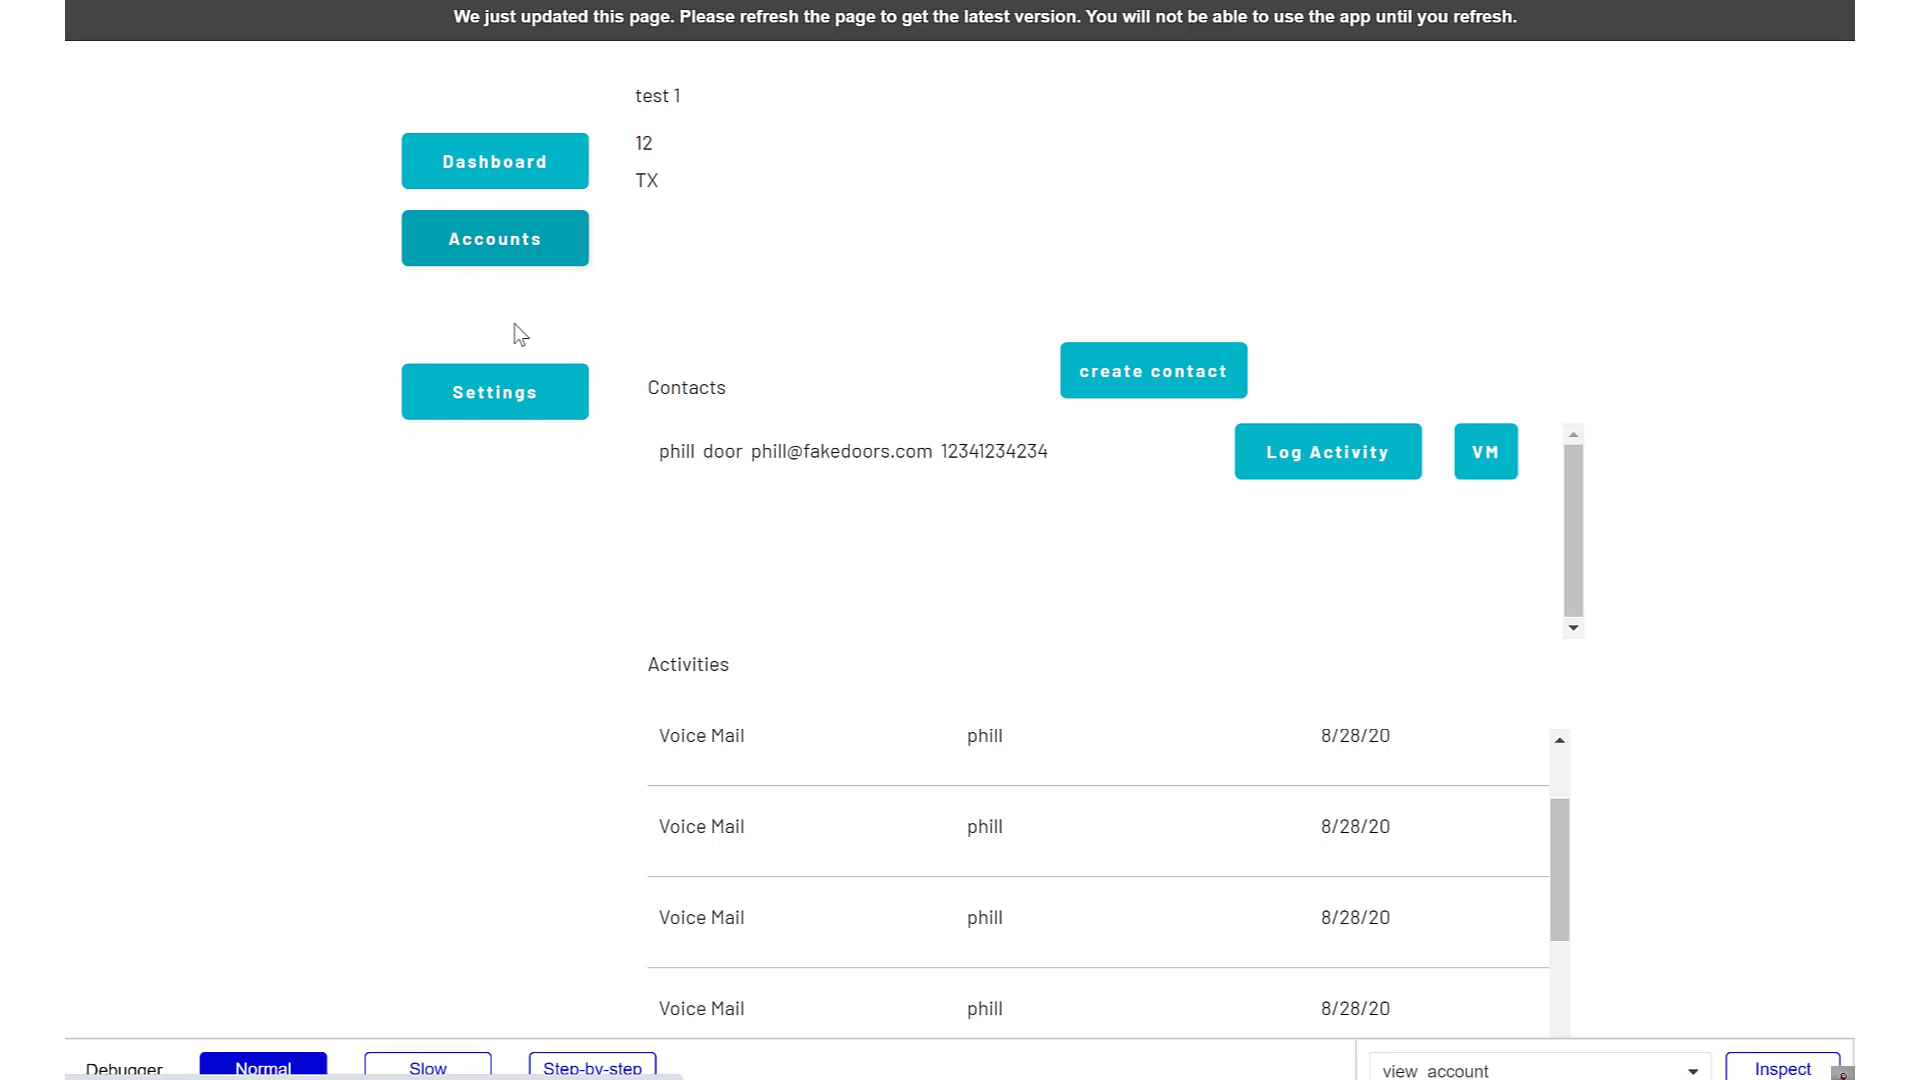 We just updated this page. Please refresh the page to get the latest version. You will not be able to use the app until you refresh.
test 1
12
TX
Dashboard
Accounts
Settings
create contact
Contacts
phill door phill@fakedoors.com 12341234234
Log Activity
VM
Activities
Voice Mail phill 8/28/20
Voice Mail phill 8/28/20
Voice Mail phill 8/28/20
Voice Mail phill 8/28/20
Debugger Normal Slow Step-by-step view_account Inspect